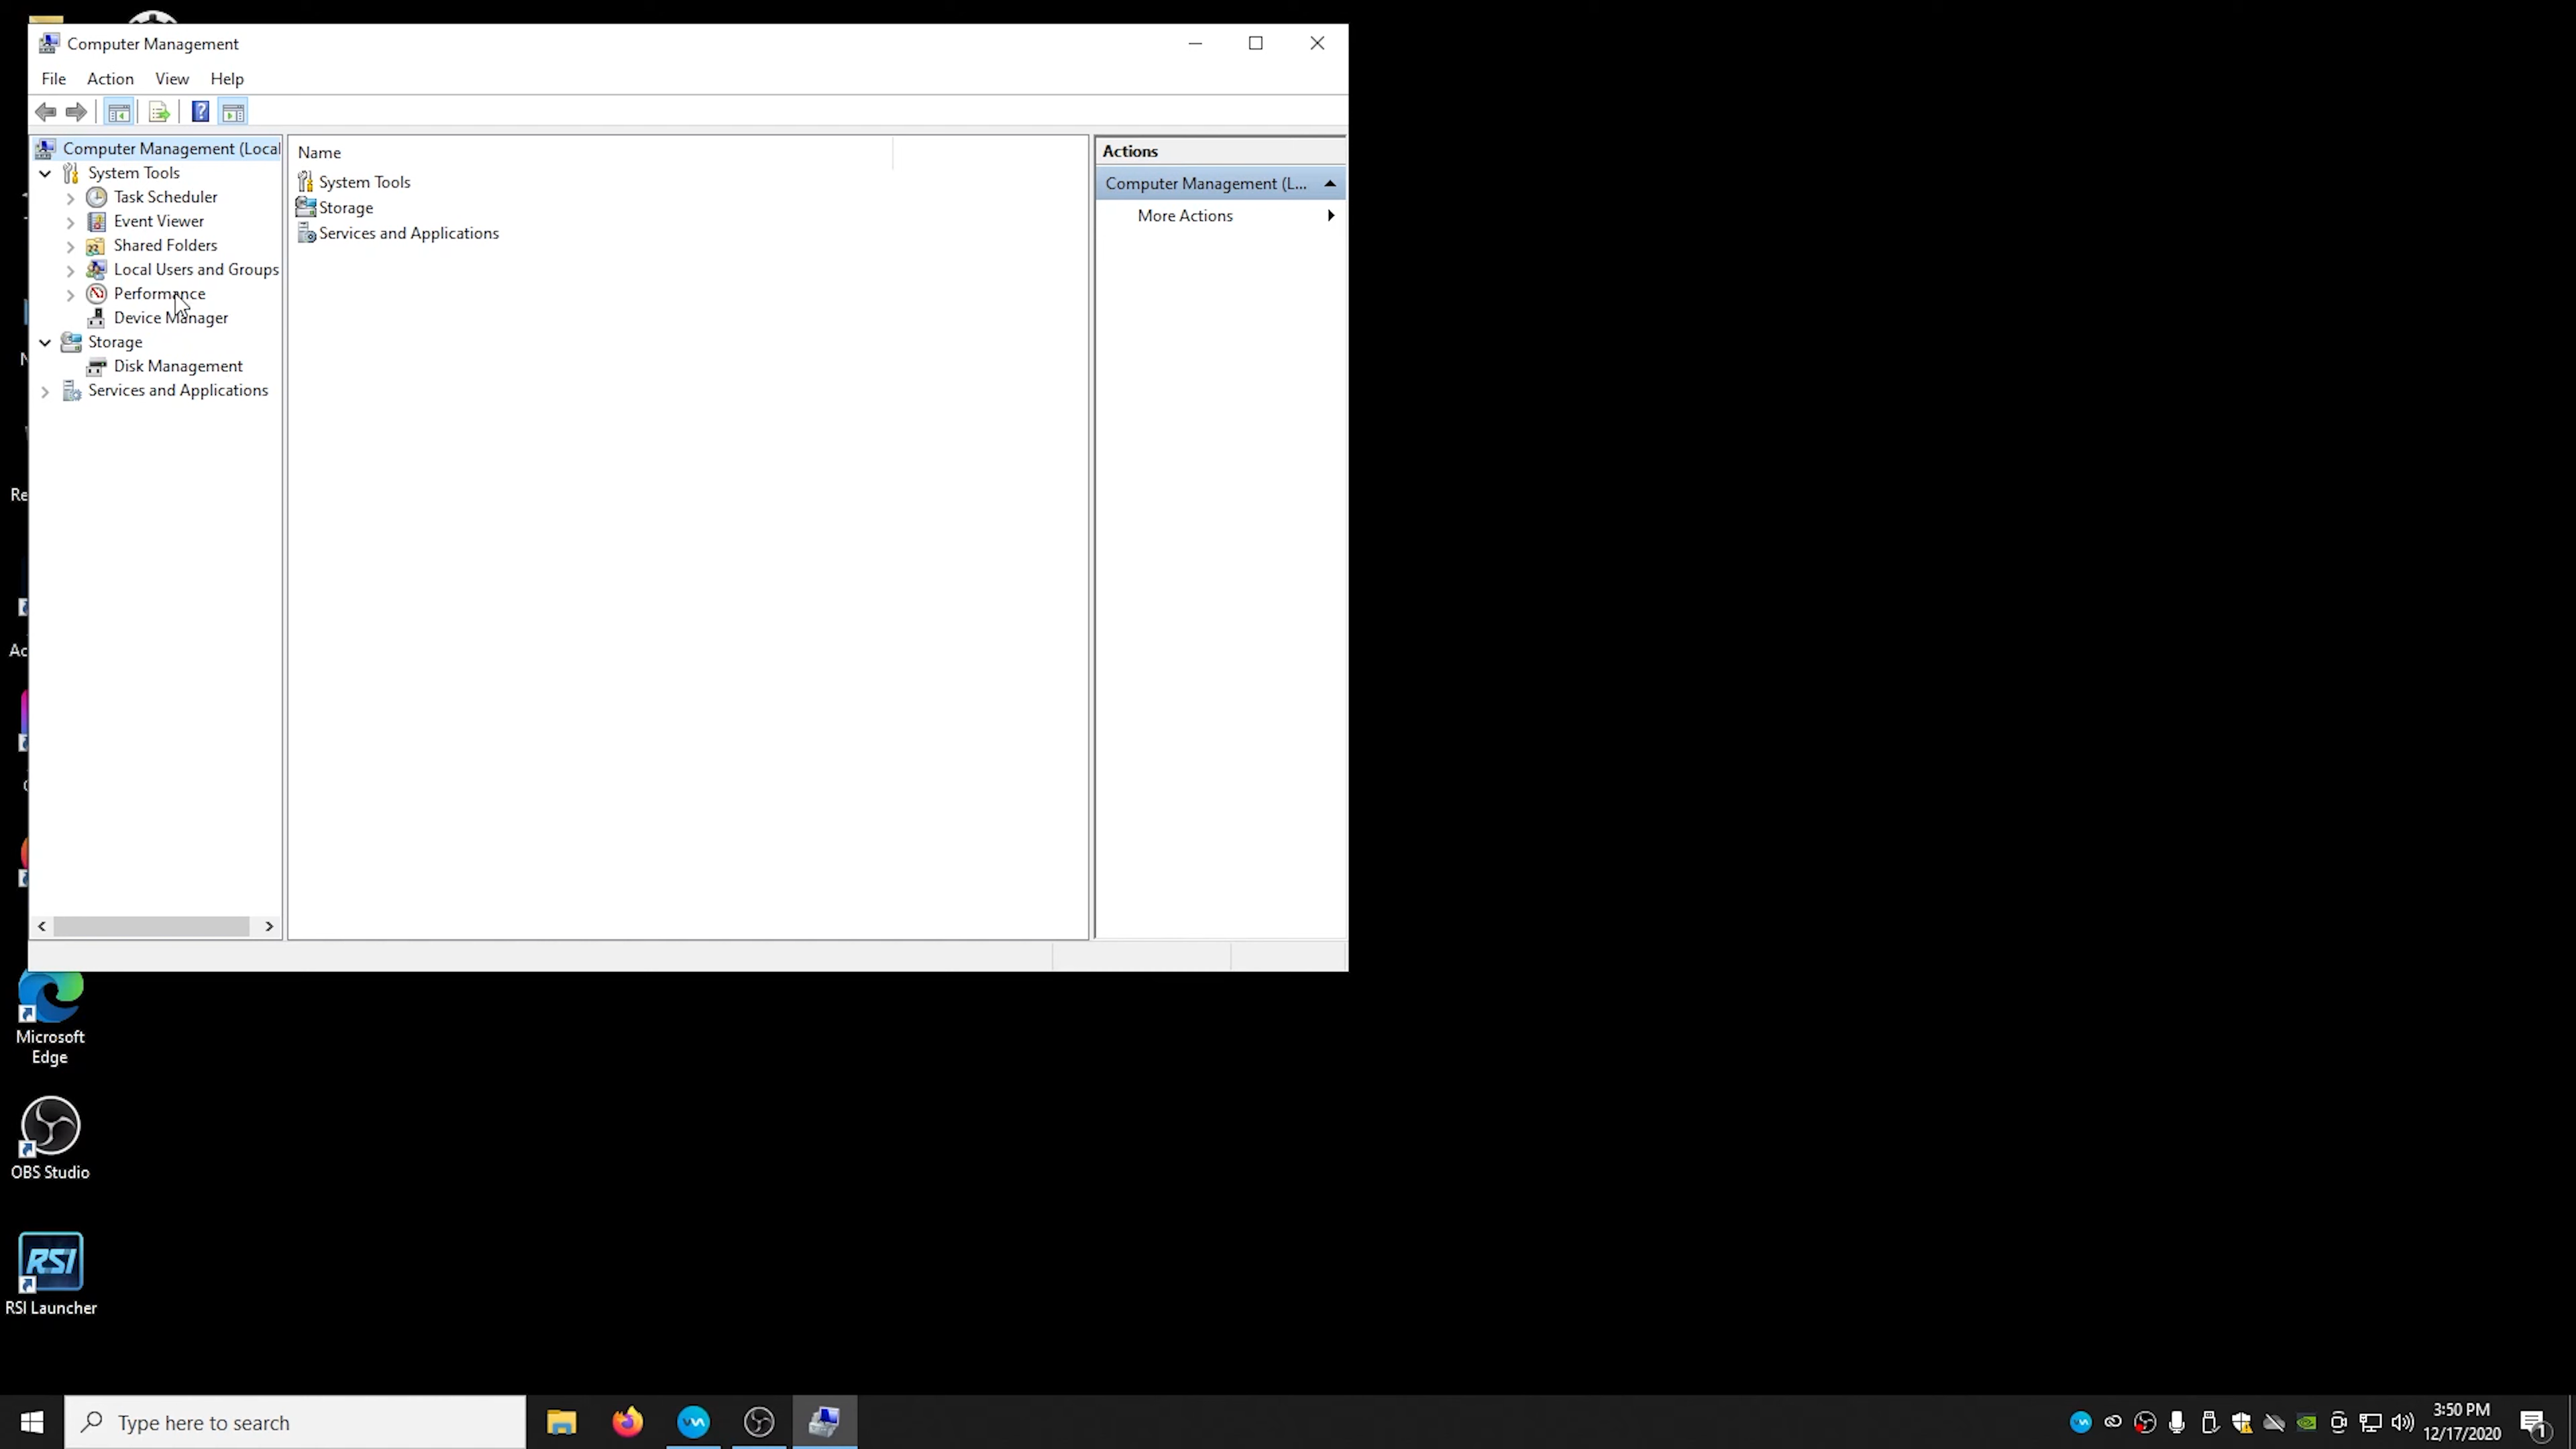 Computer Management
File Action View Help
Computer Management (Local
System Tools
Task Scheduler
Event Viewer
Shared Folders
Local Users and Groups
Performance
Device Manager
Storage
Disk Management
Services and Applications
Name
System Tools
Storage
Services and Applications
Actions
Computer Management (L...
More Actions
Re
Ac
Microsoft
Edge
OBS Studio
RSI
RSI Launcher
Type here to search
3:50 PM
12/17/2020
1